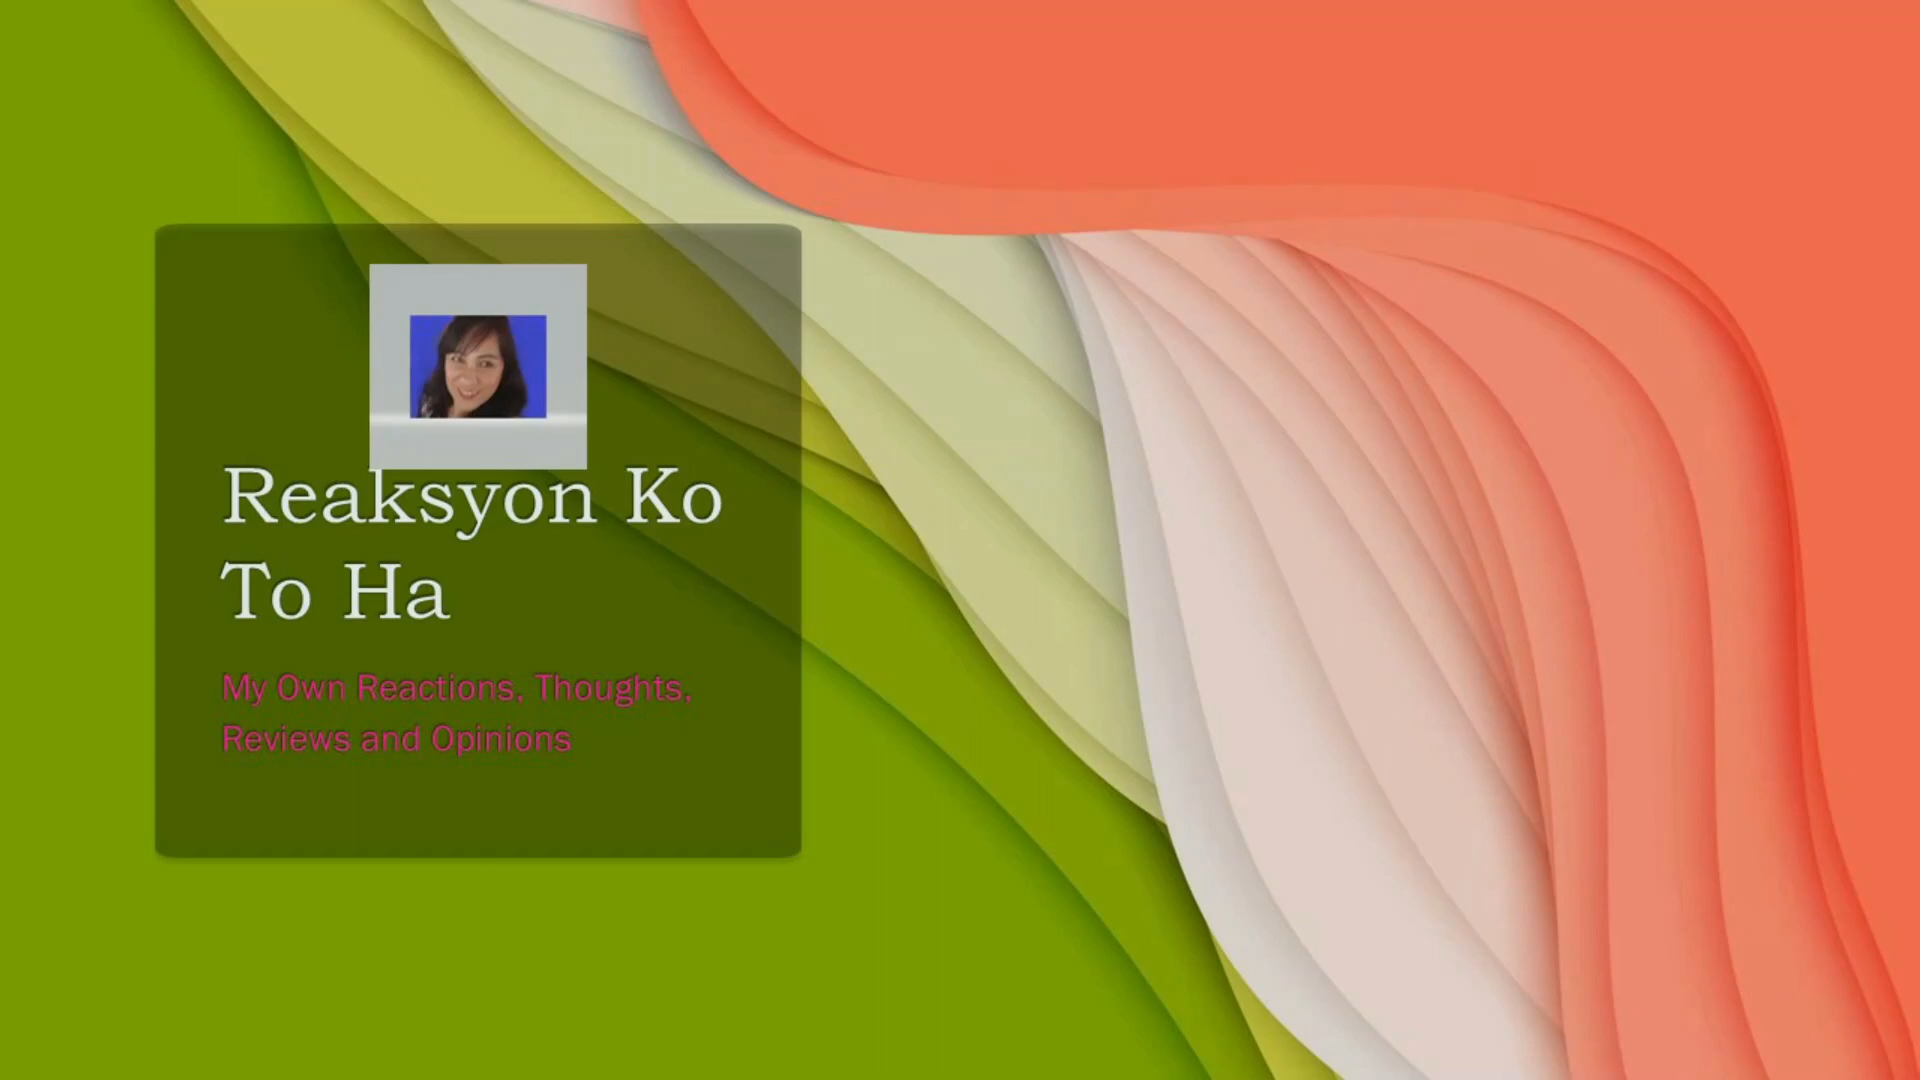 Reaksyon Ko
To Ha
My Own Reactions, Thoughts,
Reviews and Opinions